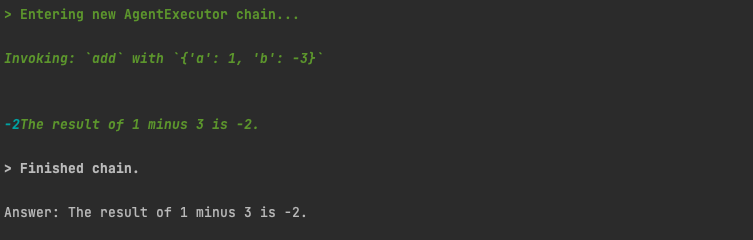 > Entering new AgentExecutor chain...
Invoking: `add` with `{'a': 1, 'b': -3}`
-2The result of 1 minus 3 is -2.
> Finished chain.
Answer: The result of 1 minus 3 is -2.